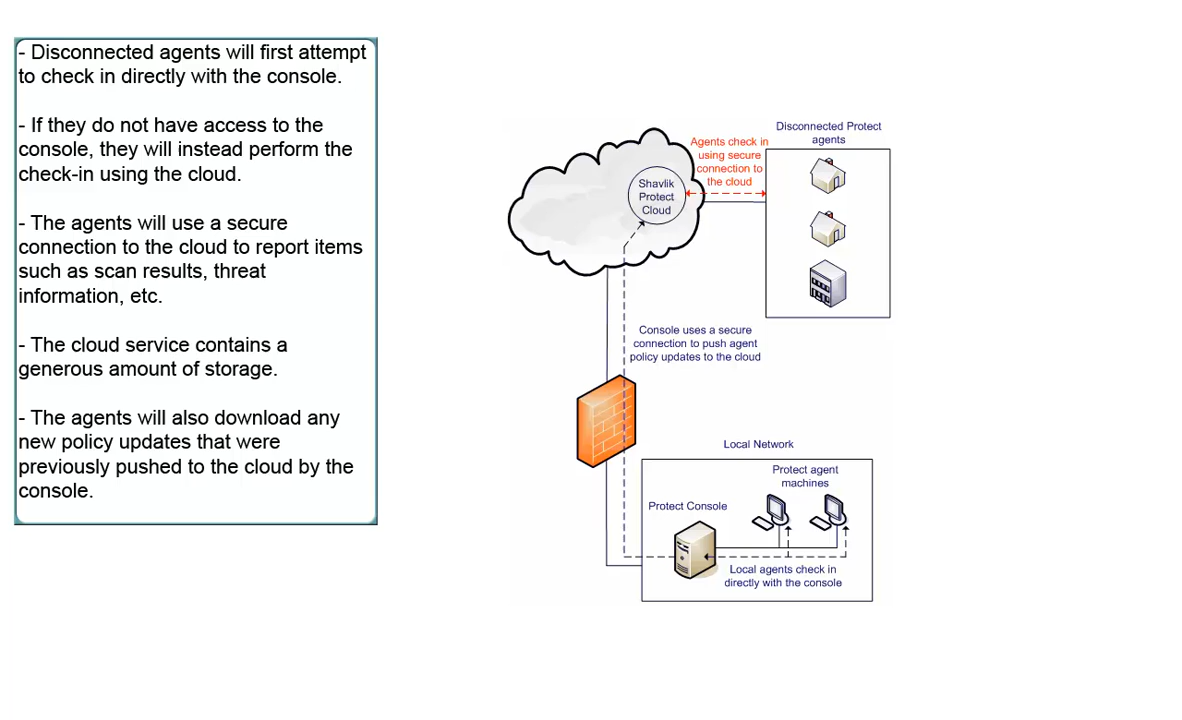 - Disconnected agents will first attempt
to check in directly with the console.
- If they do not have access to the
console, they will instead perform the
check-in using the cloud.
- The agents will use a secure
connection to the cloud to report items
such as scan results, threat
information, etc.
- The cloud service contains a
generous amount of storage.
- The agents will also download any
new policy updates that were
previously pushed to the cloud by the
console.
Disconnected Protect
agents
Agents check in
using secure
connection to
the cloud
Shavlik
Protect
Cloud
Console uses a secure
connection to push agent
policy updates to the cloud
Local Network
Protect agent
machines
Protect Console
Local agents check in
directly with the console